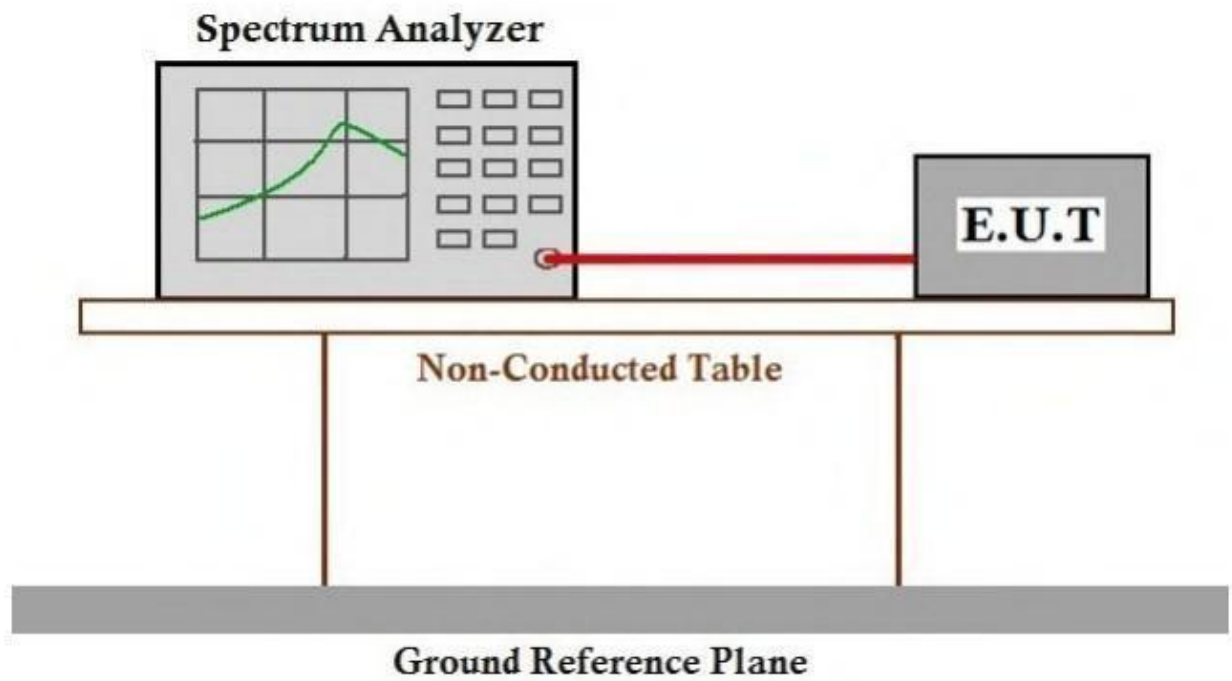 Spectrum Analyzer
E.U.T
Non-Conducted Table
Ground Reference Plane